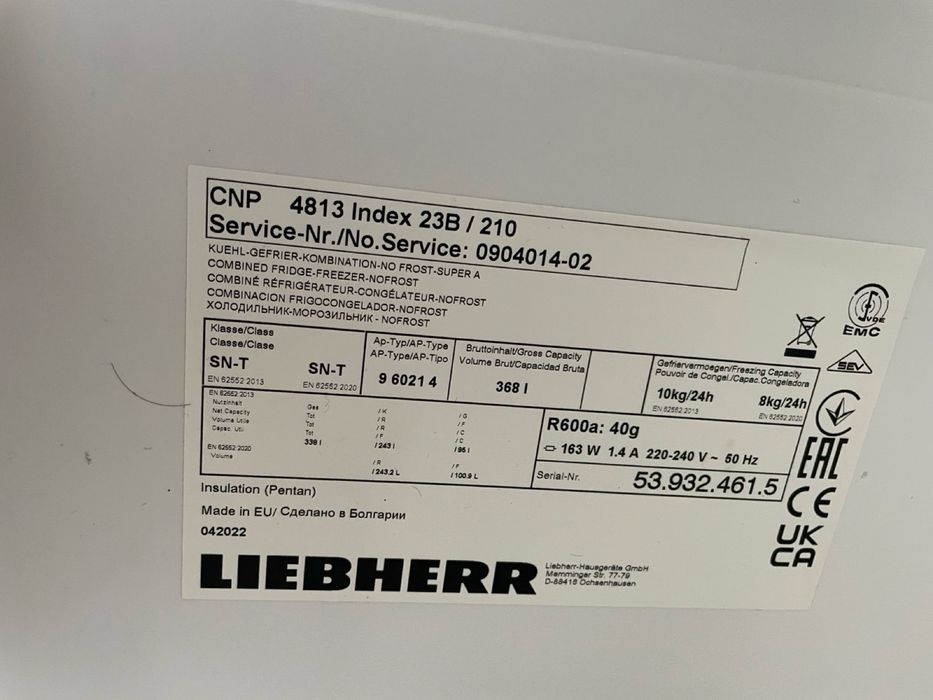 CNP 4813 Index 23B / 210
Service-Nr./No.Service: 0904014-02
KUEHL-GEFRIER-KOMBINATION-NO FROST-SUPER A
COMBINED FRIDGE-FREEZER-NOFROST
COMBINÉ RÉFRIGÉRATEUR-CONGÉLATEUR-NOFROST
COMBINACION FRIGOCONGELADOR-NOFROST
ХОЛОДИЛЬНИК-МОРОЗИЛЬНИК - NOFROST
Klasse/Class
Classe/Clase
SN-T SN-T
EN 62552:2013 EN 62552:2020
Ap-Typ/AP-Type
AP-Type/AP-Tipo
9 6021 4
Bruttoinhalt/Gross Capacity
Volume Brut/Capacidad Bruta
368 l
Gefriervermoegen/Freezing Capacity
Pouvoir de Congel./Capac.Congeladora
10kg/24h 8kg/24h
EN 62552:2013 EN 62552:2020
EN 62552:2013
Nutzinhalt Ges /K /G
Net Capacity Tot /R /F
Volume Utile Tot /R /C
Capac. Util Tot /F /C
338 l /243 l /95 l
EN 62552:2020
Volume /R /F
/243.2 L /100.9 L
R600a: 40g
163 W 1.4 A 220-240 V ~ 50 Hz
Serial-Nr. 53.932.461.5
Insulation (Pentan)
Made in EU/ Сделано в Болгарии
042022
LIEBHERR
Liebherr-Hausgeräte GmbH
Memminger Str. 77-79
D-88416 Ochsenhausen
VDE
EMC
SEV
EAC
CE
UK
CA